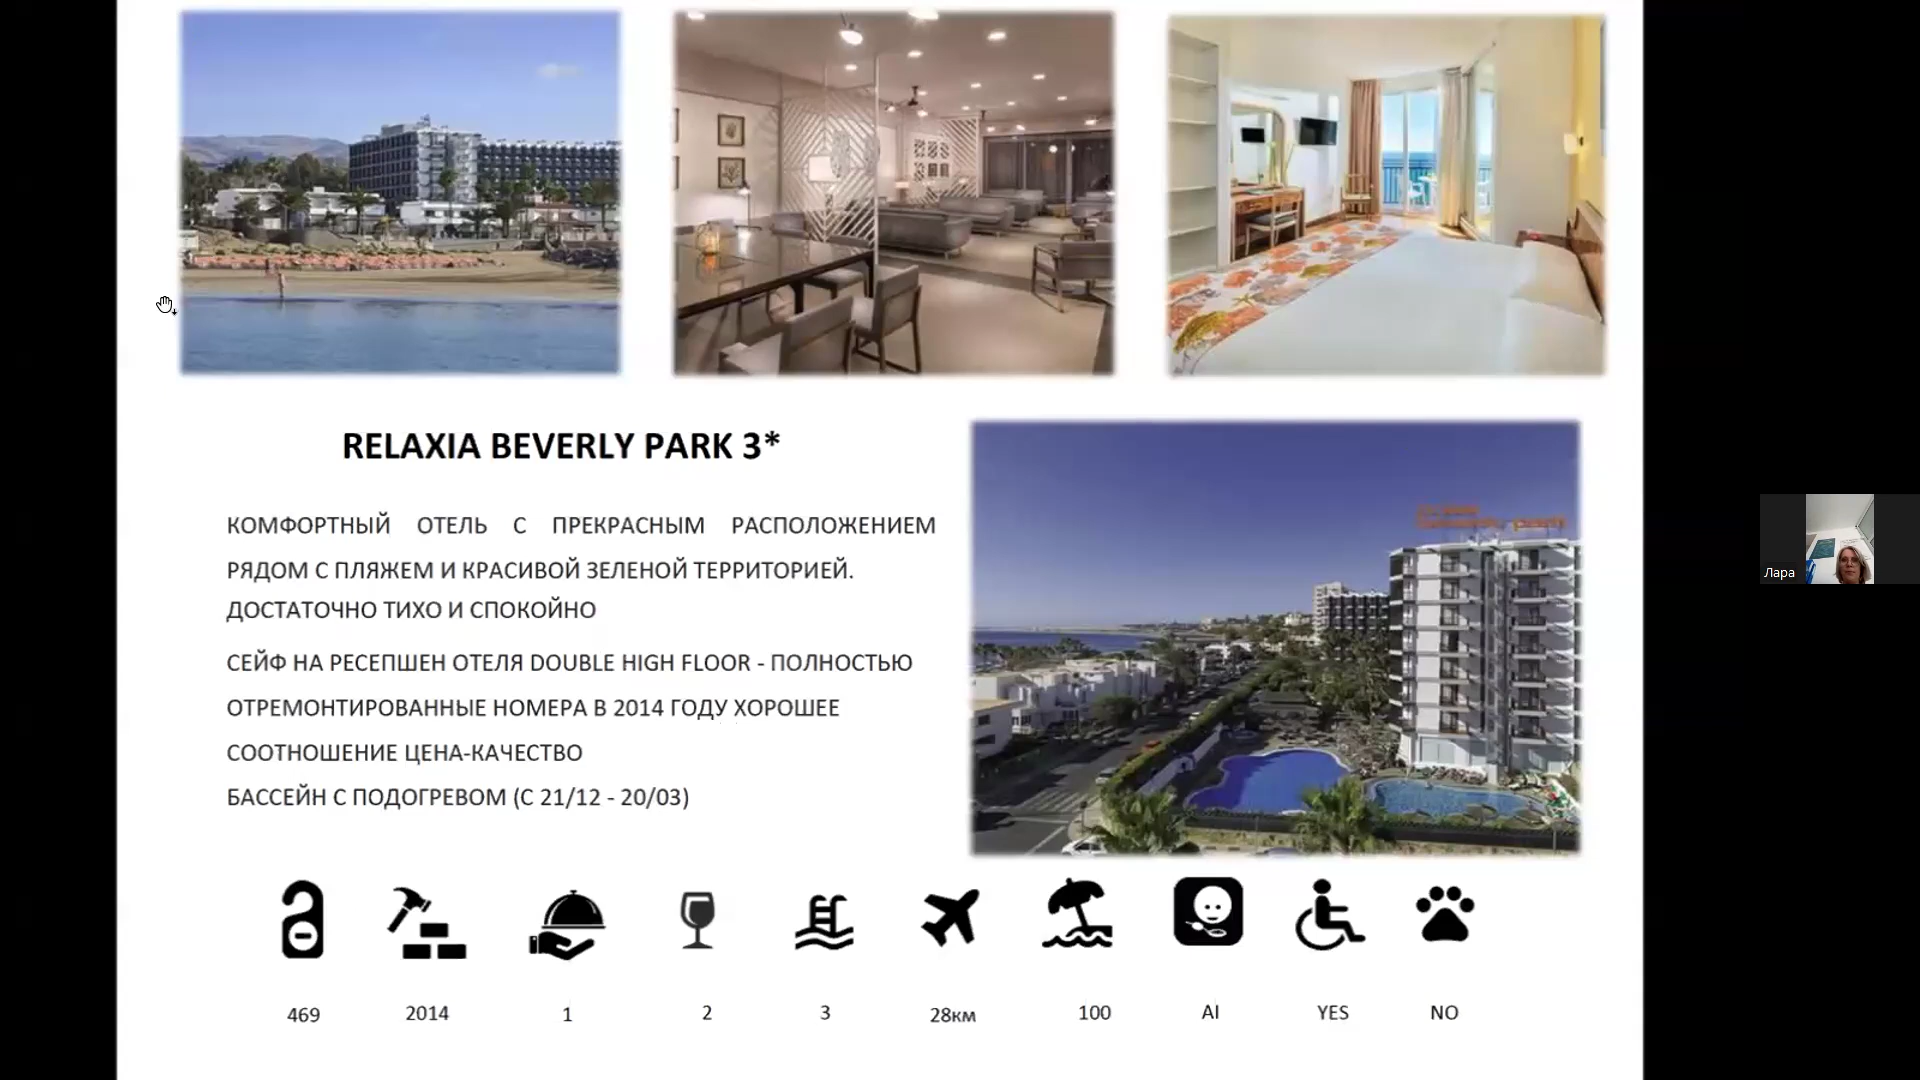 RELAXIA BEVERLY PARK 3*
КОМФОРТНЫЙ ОТЕЛЬ С ПРЕКРАСНЫМ РАСПОЛОЖЕНИЕМ
РЯДОМ С ПЛЯЖЕМ И КРАСИВОЙ ЗЕЛЕНОЙ ТЕРРИТОРИЕЙ.
ДОСТАТОЧНО ТИХО И СПОКОЙНО
СЕЙФ НА РЕСЕПШЕН ОТЕЛЯ DOUBLE HIGH FLOOR - ПОЛНОСТЬЮ
ОТРЕМОНТИРОВАННЫЕ НОМЕРА В 2014 ГОДУ ХОРОШЕЕ
СООТНОШЕНИЕ ЦЕНА-КАЧЕСТВО
БАССЕЙН С ПОДОГРЕВОМ (С 21/12 - 20/03)
469 2014 1 2 3 28км 100 AI YES NO
Лара